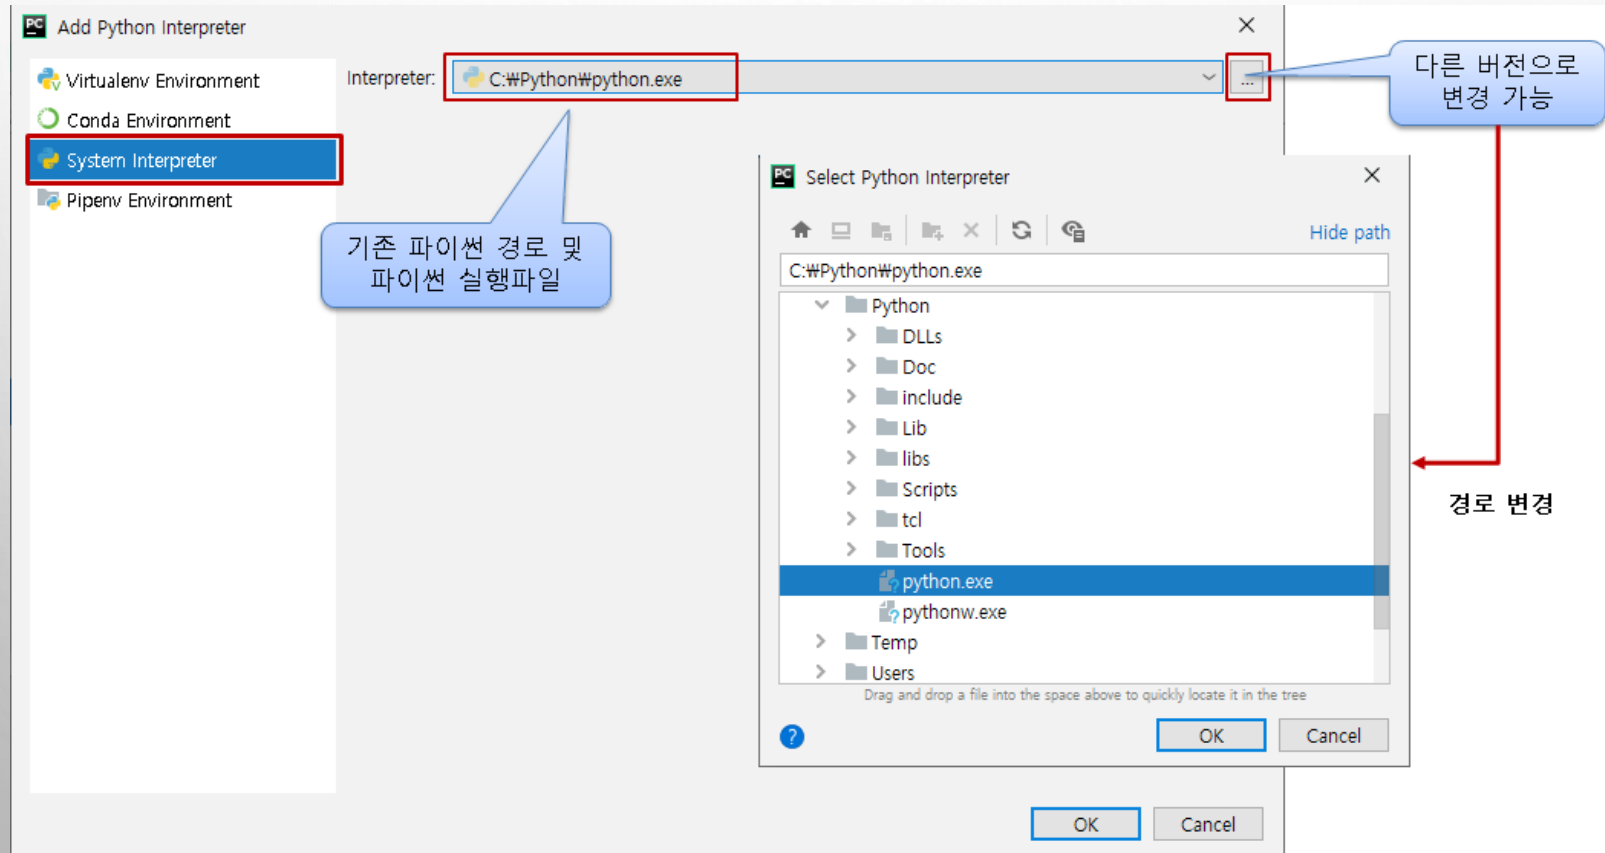 PC Add Python Interpreter
Virtualenv Environment
Conda Environment
System Interpreter
Pipenv Environment
Interpreter: C:₩Python₩python.exe
...
다른 버전으로
변경 가능
기존 파이썬 경로 및
파이썬 실행파일
PC Select Python Interpreter
Hide path
C:₩Python₩python.exe
Python
DLLs
Doc
include
Lib
libs
Scripts
tcl
Tools
python.exe
pythonw.exe
Temp
Users
Drag and drop a file into the space above to quickly locate it in the tree
? OK Cancel
경로 변경
OK Cancel